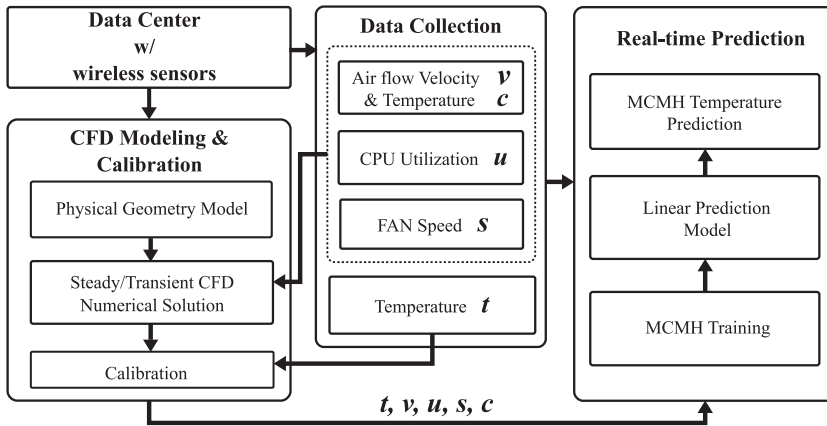 Data Center
w/
wireless sensors
CFD Modeling &
Calibration
Physical Geometry Model
Steady/Transient CFD
Numerical Solution
Calibration
Data Collection
Air flow Velocity v
& Temperature c
CPU Utilization u
FAN Speed s
Temperature t
Real-time Prediction
MCMH Temperature
Prediction
Linear Prediction
Model
MCMH Training
t, v, u, s, c